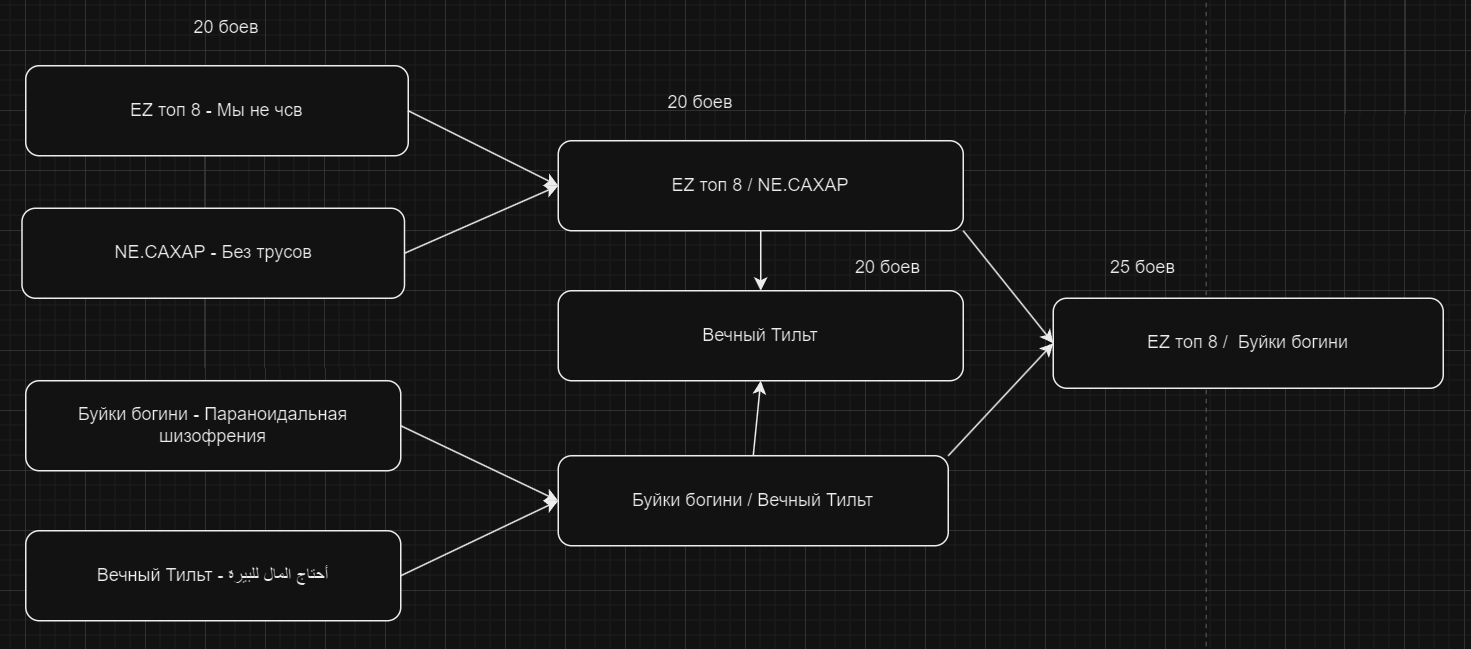 20 боев
EZ топ 8 - Мы не чсв
20 боев
EZ топ 8 / NE.CAXAP
NE.CAXAP - Без трусов
20 боев
25 боев
Вечный Тильт
EZ топ 8 /  Буйки богини
Буйки богини - Параноидальная
шизофрения
Буйки богини / Вечный Тильт
Вечный Тильт - أحتاج المال للبيرة